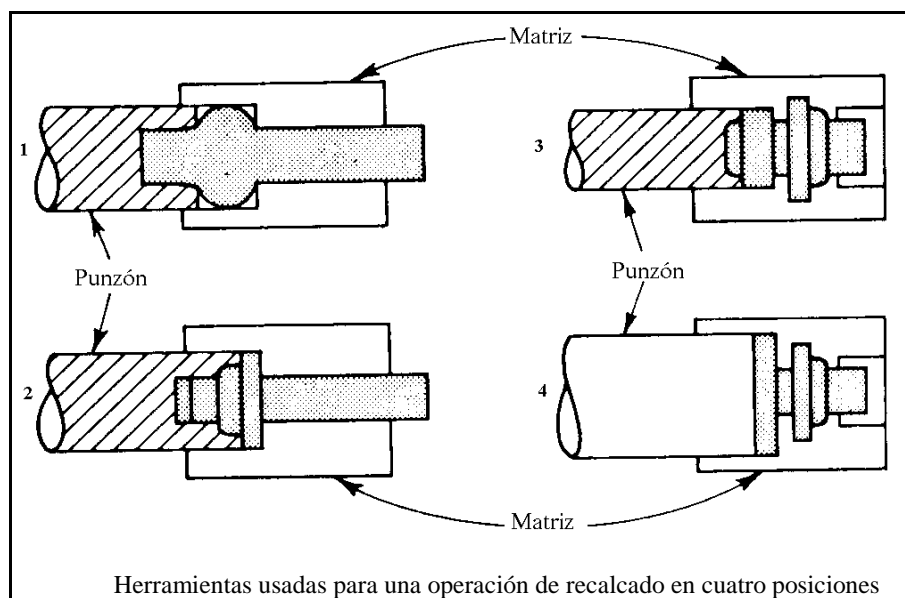 Matriz
1
3
Punzón
Punzón
2
4
Matriz
Herramientas usadas para una operación de recalcado en cuatro posiciones